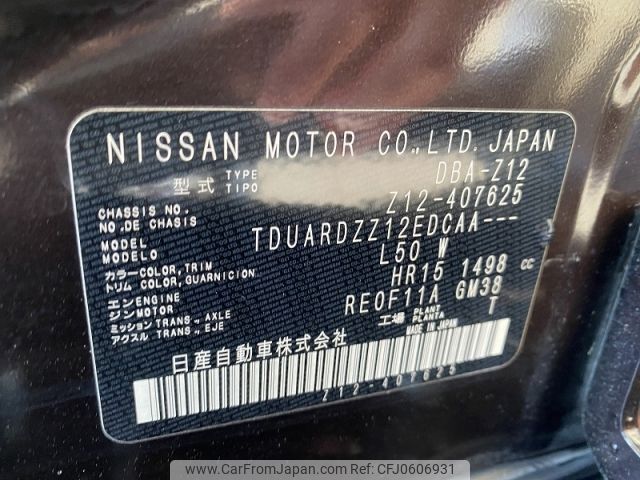 NISSAN MOTOR CO.,LTD. JAPAN
型式 TYPE TIPO DBA-Z12
CHASSIS NO. NO.DE CHASIS Z12-407625
MODEL MODELO TDUARDZZ12EDCAA---
カラー COLOR, TRIM トリム COLOR, GUARNICION L50 W
エンジン ENGINE MOTOR HR15 1498 cc
ミッション TRANS., AXLE アクスル TRANS., EJE RE0F11A GM38
工場 PLANT PLANTA T
日産自動車株式会社 MADE IN JAPAN
Z12-407625
www.CarFromJapan.com | StockID:CFJ-00606931